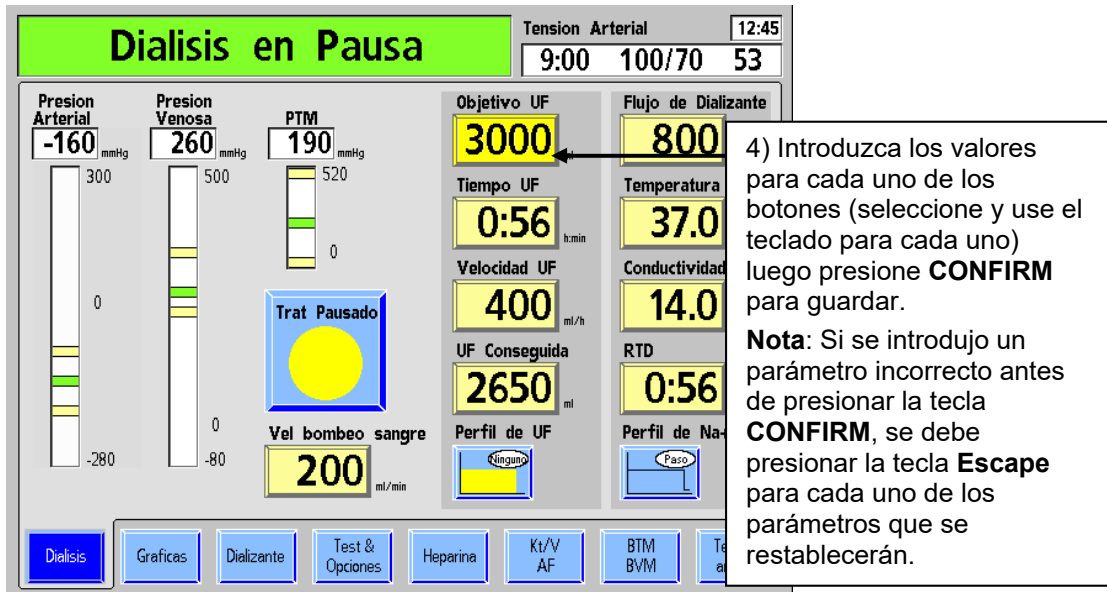 Dialisis en Pausa
Tension Arterial
12:45
9:00 100/70 53
Presion Arterial
-160 mmHg
300
0
-280
Presion Venosa
260 mmHg
500
0
-80
PTM
190 mmHg
520
0
Trat Pausado
Vel bombeo sangre
200 ml/min
Objetivo UF
3000
Tiempo UF
0:56 h:min
Velocidad UF
400 ml/h
UF Conseguida
2650 ml
Perfil de UF
Ninguno
Flujo de Dializante
800
Temperatura
37.0
Conductividad
14.0
RTD
0:56
Perfil de Na+
Paso
4) Introduzca los valores
para cada uno de los
botones (seleccione y use el
teclado para cada uno)
luego presione CONFIRM
para guardar.
Nota: Si se introdujo un
parámetro incorrecto antes
de presionar la tecla
CONFIRM, se debe
presionar la tecla Escape
para cada uno de los
parámetros que se
restablecerán.
Dialisis
Graficas
Dializante
Test &
Opciones
Heparina
Kt/V
AF
BTM
BVM